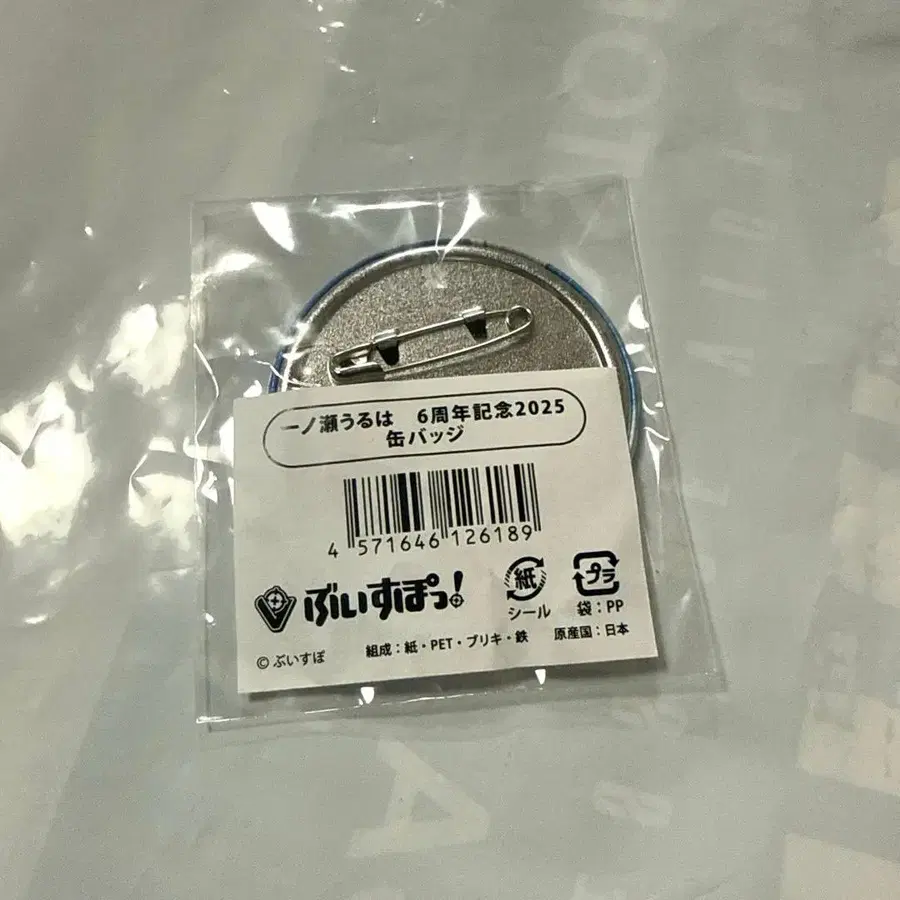 一ノ瀬うるは 6周年記念2025
缶バッジ
4 571646 126189
ぶいすぽっ!
紙
シール
プラ
袋：PP
組成：紙・PET・ブリキ・鉄 原産国：日本
© ぶいすぽ